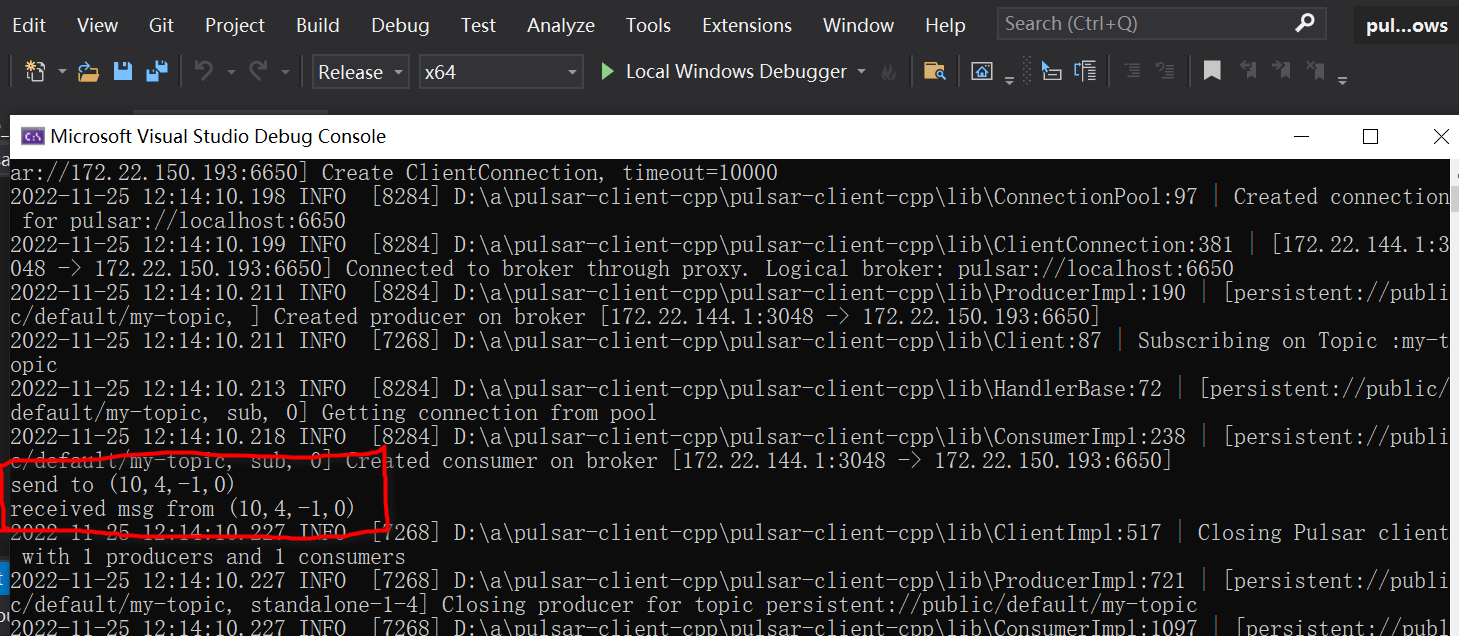 Edit View Git Project Build Debug Test Analyze Tools Extensions Window Help Search (Ctrl+Q) pul...ows
Release x64 Local Windows Debugger
Microsoft Visual Studio Debug Console
ar://172.22.150.193:6650] Create ClientConnection, timeout=10000
2022-11-25 12:14:10.198 INFO [8284] D:\a\pulsar-client-cpp\pulsar-client-cpp\lib\ConnectionPool:97 | Created connection
for pulsar://localhost:6650
2022-11-25 12:14:10.199 INFO [8284] D:\a\pulsar-client-cpp\pulsar-client-cpp\lib\ClientConnection:381 | [172.22.144.1:3
048 -> 172.22.150.193:6650] Connected to broker through proxy. Logical broker: pulsar://localhost:6650
2022-11-25 12:14:10.211 INFO [8284] D:\a\pulsar-client-cpp\pulsar-client-cpp\lib\ProducerImpl:190 | [persistent://publi
c/default/my-topic, ] Created producer on broker [172.22.144.1:3048 -> 172.22.150.193:6650]
2022-11-25 12:14:10.211 INFO [7268] D:\a\pulsar-client-cpp\pulsar-client-cpp\lib\Client:87 | Subscribing on Topic :my-t
opic
2022-11-25 12:14:10.213 INFO [8284] D:\a\pulsar-client-cpp\pulsar-client-cpp\lib\HandlerBase:72 | [persistent://public/
default/my-topic, sub, 0] Getting connection from pool
2022-11-25 12:14:10.218 INFO [8284] D:\a\pulsar-client-cpp\pulsar-client-cpp\lib\ConsumerImpl:238 | [persistent://publi
c/default/my-topic, sub, 0] Created consumer on broker [172.22.144.1:3048 -> 172.22.150.193:6650]
send to (10,4,-1,0)
received msg from (10,4,-1,0)
2022-11-25 12:14:10.227 INFO [7268] D:\a\pulsar-client-cpp\pulsar-client-cpp\lib\ClientImpl:517 | Closing Pulsar client
with 1 producers and 1 consumers
2022-11-25 12:14:10.227 INFO [7268] D:\a\pulsar-client-cpp\pulsar-client-cpp\lib\ProducerImpl:721 | [persistent://publi
c/default/my-topic, standalone-1-4] Closing producer for topic persistent://public/default/my-topic
2022-11-25 12:14:10.227 INFO [7268] D:\a\pulsar-client-cpp\pulsar-client-cpp\lib\ConsumerImpl:1097 | [persistent://publ